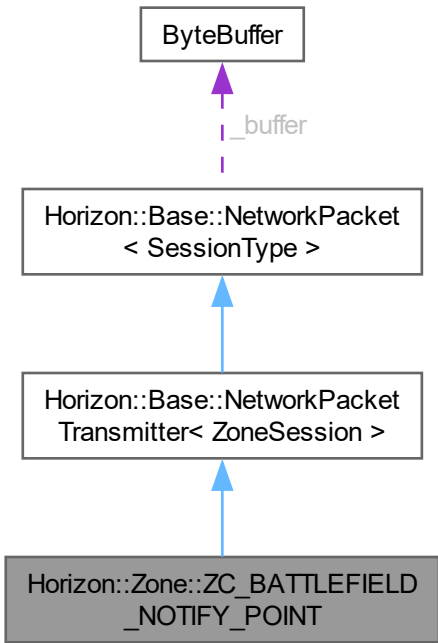 ByteBuffer
_buffer
Horizon::Base::NetworkPacket
< SessionType >
Horizon::Base::NetworkPacket
Transmitter< ZoneSession >
Horizon::Zone::ZC_BATTLEFIELD
_NOTIFY_POINT